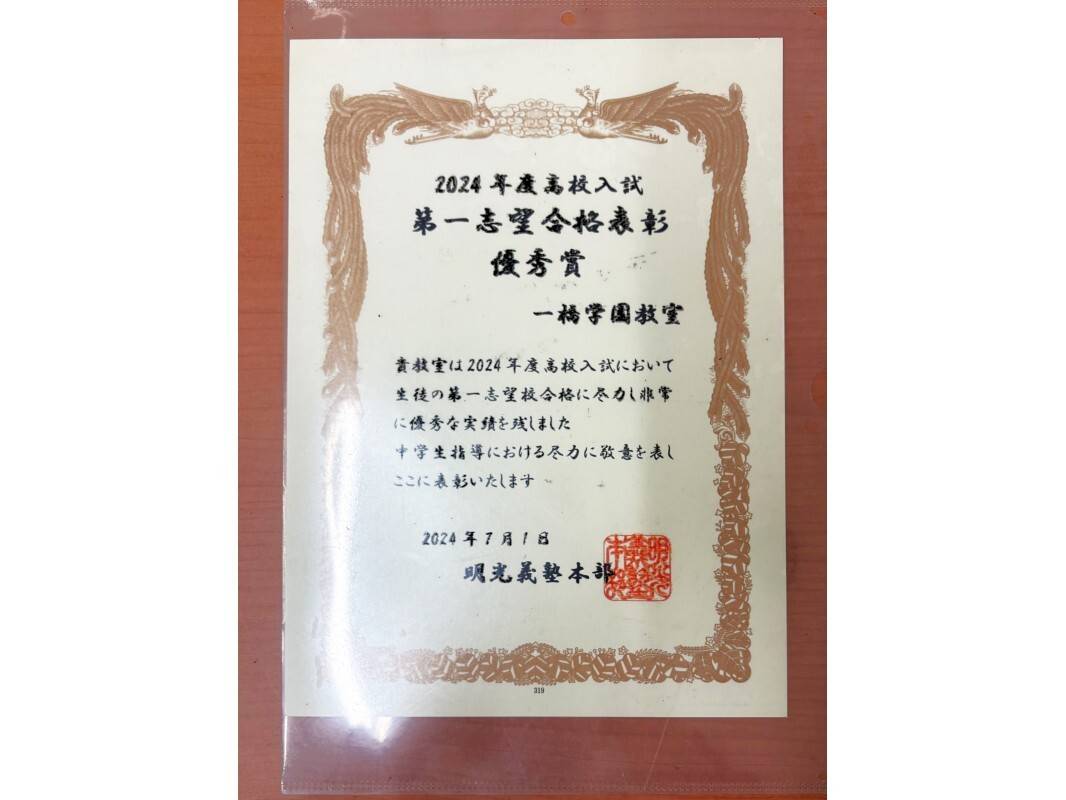 2024年度高校入試
第一志望合格表彰
優秀賞
一橋学園教室
貴教室は2024年度高校入試において
生徒の第一志望校合格に尽力し非常
に優秀な実績を残しました
中学生指導における尽力に敬意を表し
ここに表彰いたします
2024年7月1日
明光義塾本部
319